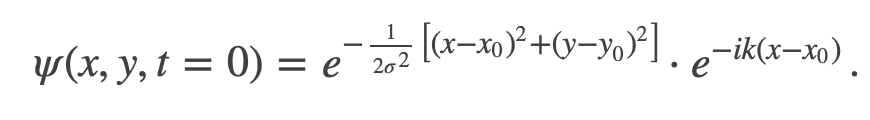 ψ(x, y, t = 0) = e^{-\frac{1}{2σ^2}[(x−x_0)^2+(y−y_0)^2]} · e^{−ik(x−x_0)} .